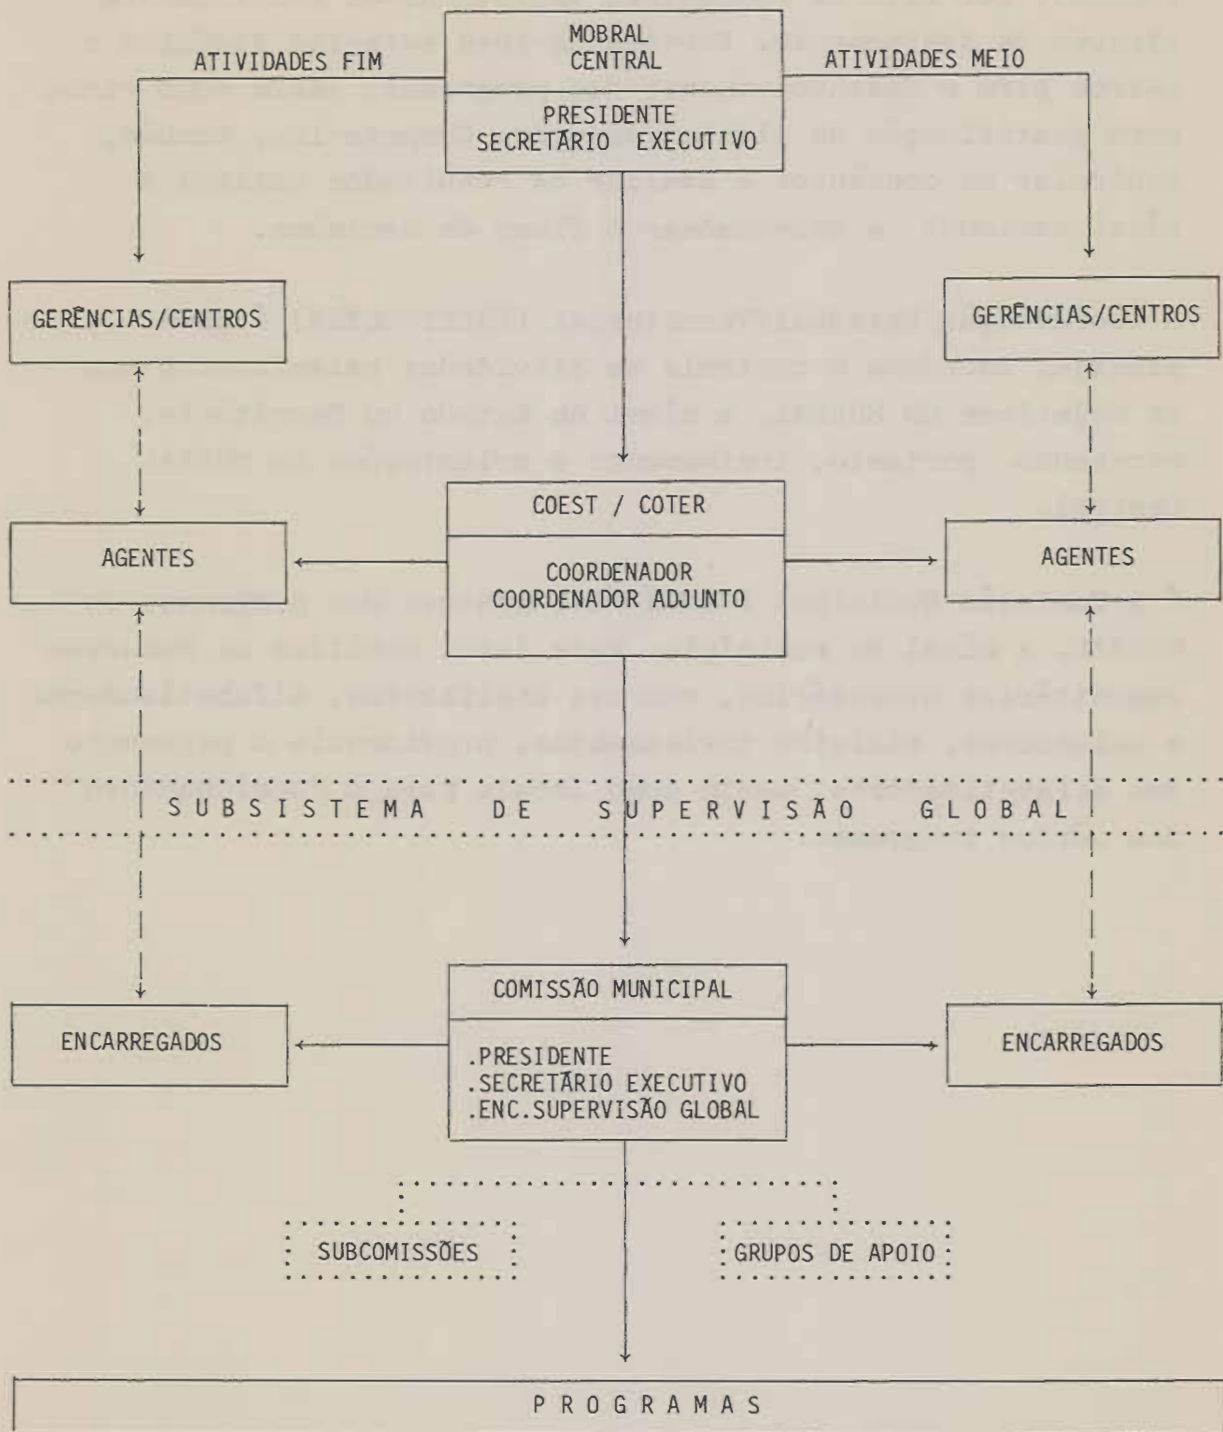 MOBRAL
CENTRAL
ATIVIDADES FIM
ATIVIDADES MEIO
PRESIDENTE
SECRETÁRIO EXECUTIVO
GERÊNCIAS/CENTROS
GERÊNCIAS/CENTROS
COEST / COTER
AGENTES
COORDENADOR
COORDENADOR ADJUNTO
AGENTES
SUBSISTEMA DE SUPERVISÃO GLOBAL
COMISSÃO MUNICIPAL
ENCARREGADOS
.PRESIDENTE
.SECRETÁRIO EXECUTIVO
.ENC.SUPERVISÃO GLOBAL
ENCARREGADOS
SUBCOMISSÕES
GRUPOS DE APOIO
PROGRAMAS